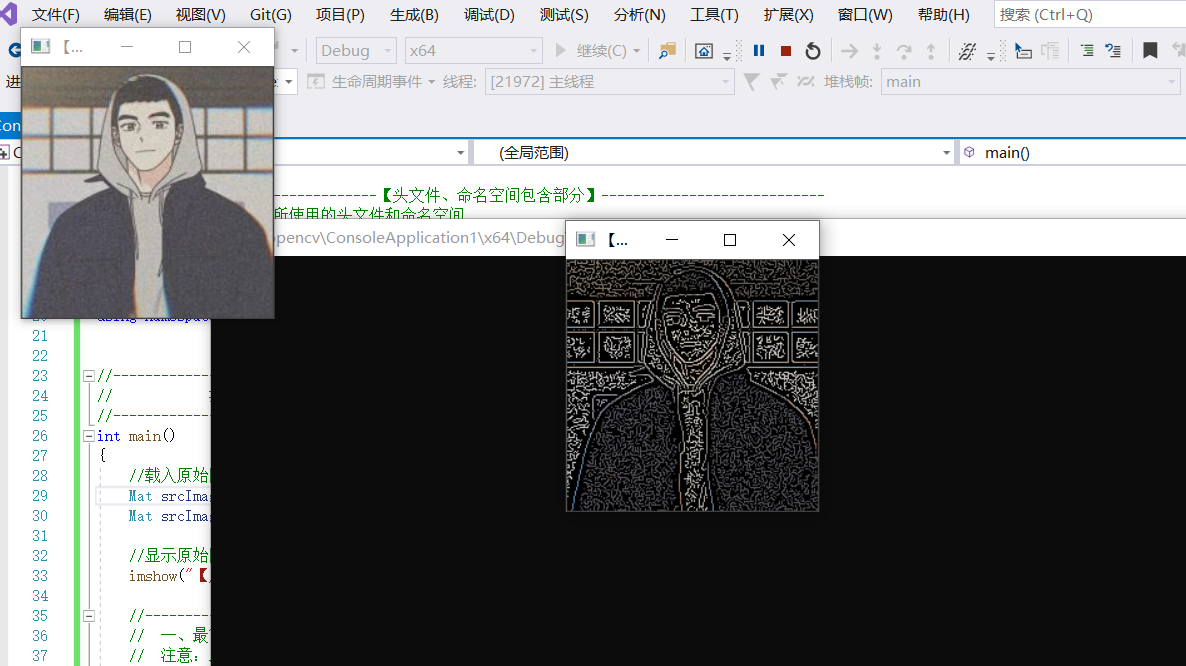 文件(F) 编辑(E) 视图(V) Git(G) 项目(P) 生成(B) 调试(D) 测试(S) 分析(N) 工具(T) 扩展(X) 窗口(W) 帮助(H) 搜索 (Ctrl+Q)
【...
Debug x64 继续(C)
进 生命周期事件 线程: [21972] 主线程 堆栈帧: main
Con
C (全局范围) main()
---------------【头文件、命名空间包含部分】----------------------------
所使用的头文件和命名空间
opencv\ConsoleApplication1\x64\Debug
【...
20 using namespac
21
22
23 //------------
24 //
25 //------------
26 int main()
27 {
28 //载入原始
29 Mat srcImag
30 Mat srcImag
31
32 //显示原始
33 imshow("【
34
35 //---------
36 // 一、最
37 // 注意：